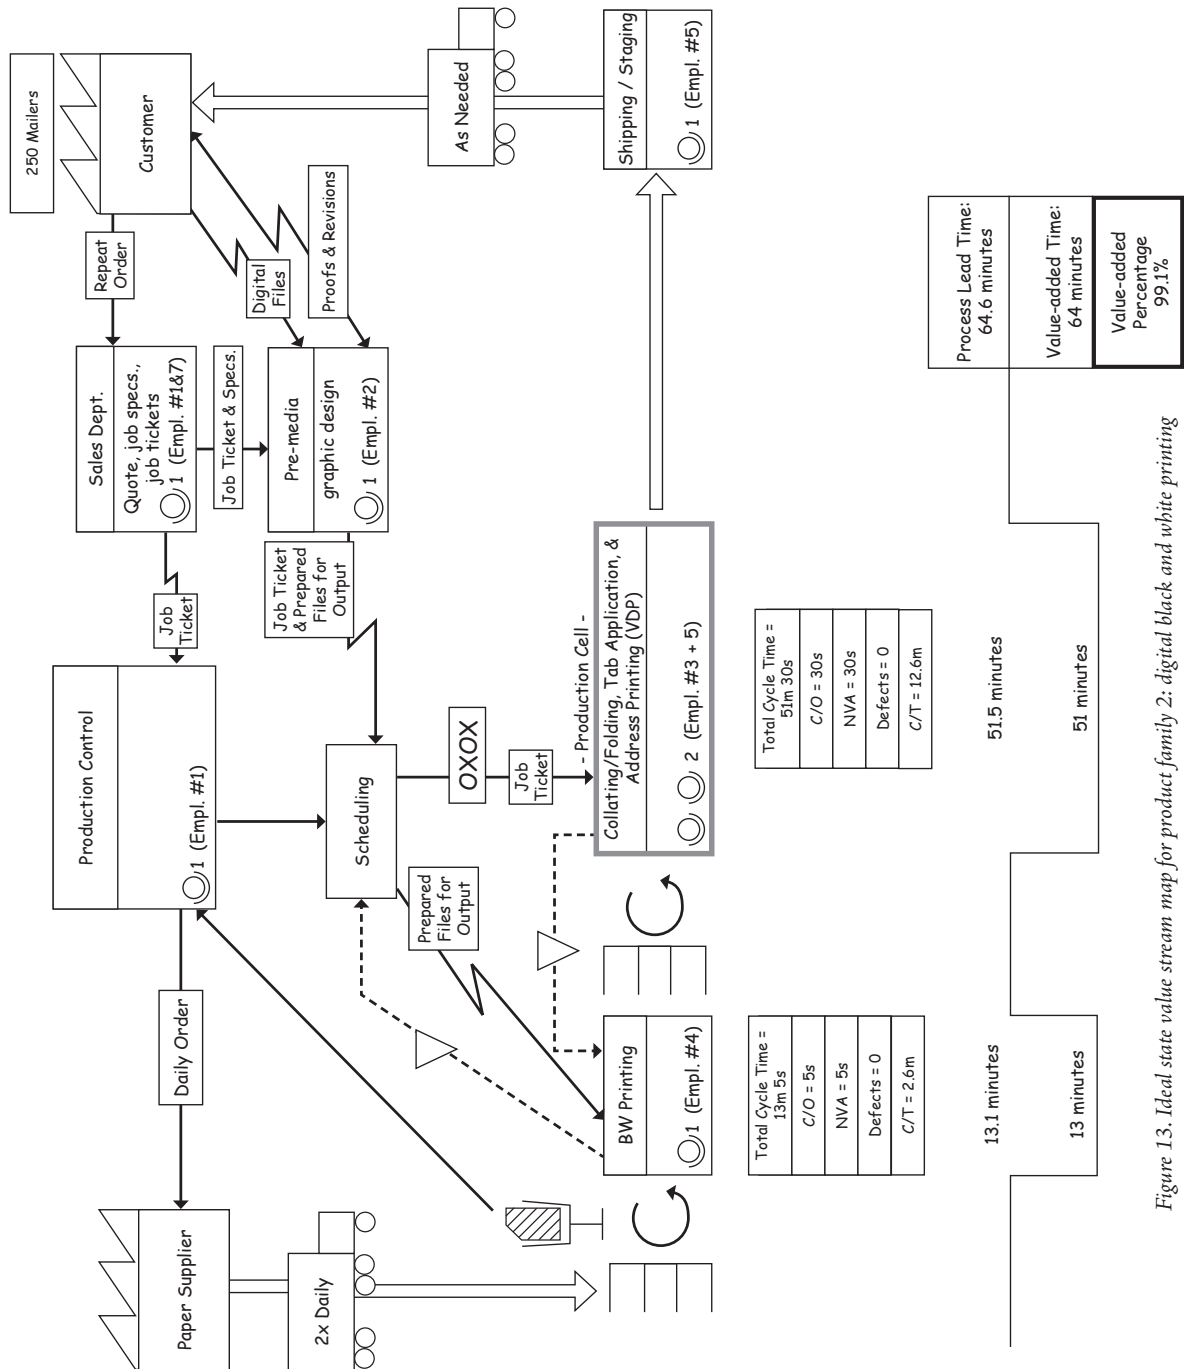 Paper Supplier
2x Daily
Daily Order
Production Control
1 (Empl. #1)
Job
Ticket
Sales Dept.
Quote, job specs.,
job tickets
1 (Empl. #1&7)
Repeat
Order
250 Mailers
Customer
Job Ticket & Specs.
Digital
Files
Proofs & Revisions
Pre-media
graphic design
1 (Empl. #2)
Job Ticket
& Prepared
Files for
Output
Scheduling
OXOX
Job
Ticket
Prepared
Files for
Output
As Needed
BW Printing
1 (Empl. #4)
- Production Cell -
Collating/Folding, Tab Application, &
Address Printing (VDP)
2 (Empl. #3 + 5)
Shipping / Staging
1 (Empl. #5)
Total Cycle Time =
13m 5s
C/O = 5s
NVA = 5s
Defects = 0
C/T = 2.6m
Total Cycle Time =
51m 30s
C/O = 30s
NVA = 30s
Defects = 0
C/T = 12.6m
13.1 minutes
13 minutes
51.5 minutes
51 minutes
Process Lead Time:
64.6 minutes
Value-added Time:
64 minutes
Value-added
Percentage
99.1%
Figure 13. Ideal state value stream map for product family 2: digital black and white printing